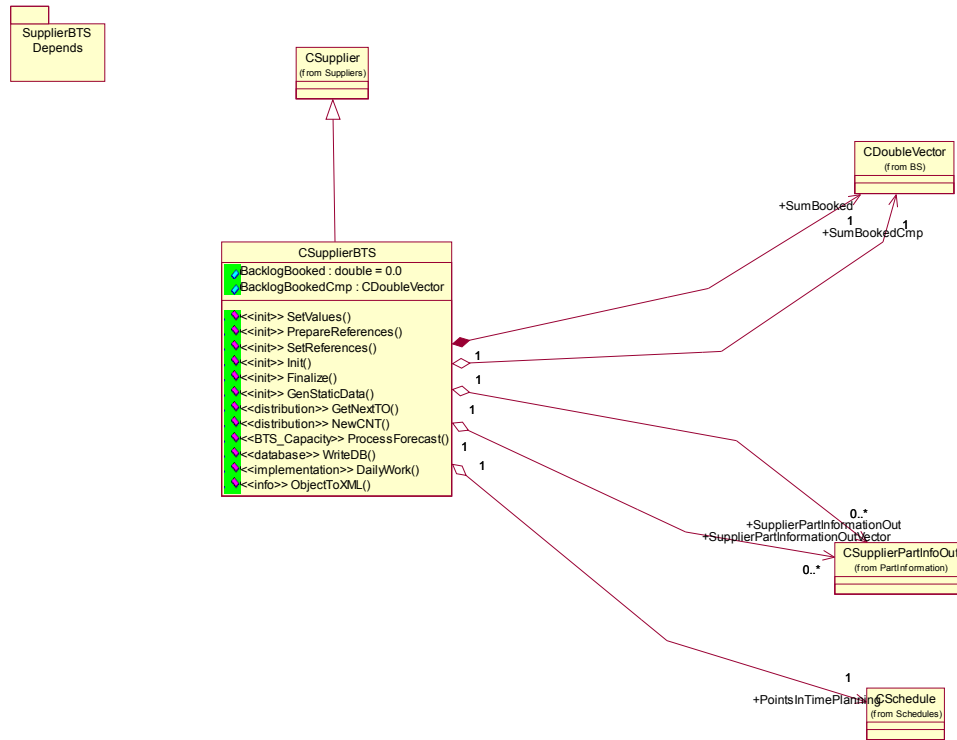 SupplierBTS
Depends
CSupplier
(from Suppliers)
CDoubleVector
(from BS)
+SumBooked
1
1
+SumBookedCmp
CSupplierBTS
BacklogBooked : double = 0.0
BacklogBookedCmp : CDoubleVector
<<init>> SetValues()
<<init>> PrepareReferences()
<<init>> SetReferences()
<<init>> Init()
<<init>> Finalize()
<<init>> GenStaticData()
<<distribution>> GetNextTO()
<<distribution>> NewCNT()
<<BTS_Capacity>> ProcessForecast()
<<database>> WriteDB()
<<implementation>> DailyWork()
<<info>> ObjectToXML()
1
1
1
1
1
0..*
+SupplierPartInformationOut
+SupplierPartInformationOutVector
0..*
CSupplierPartInfoOut
(from PartInformation)
1
+PointsInTimePlanning
CSchedule
(from Schedules)